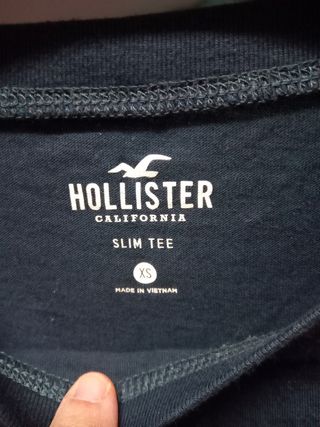 HOLLISTER
CALIFORNIA
SLIM TEE
XS
MADE IN VIETNAM